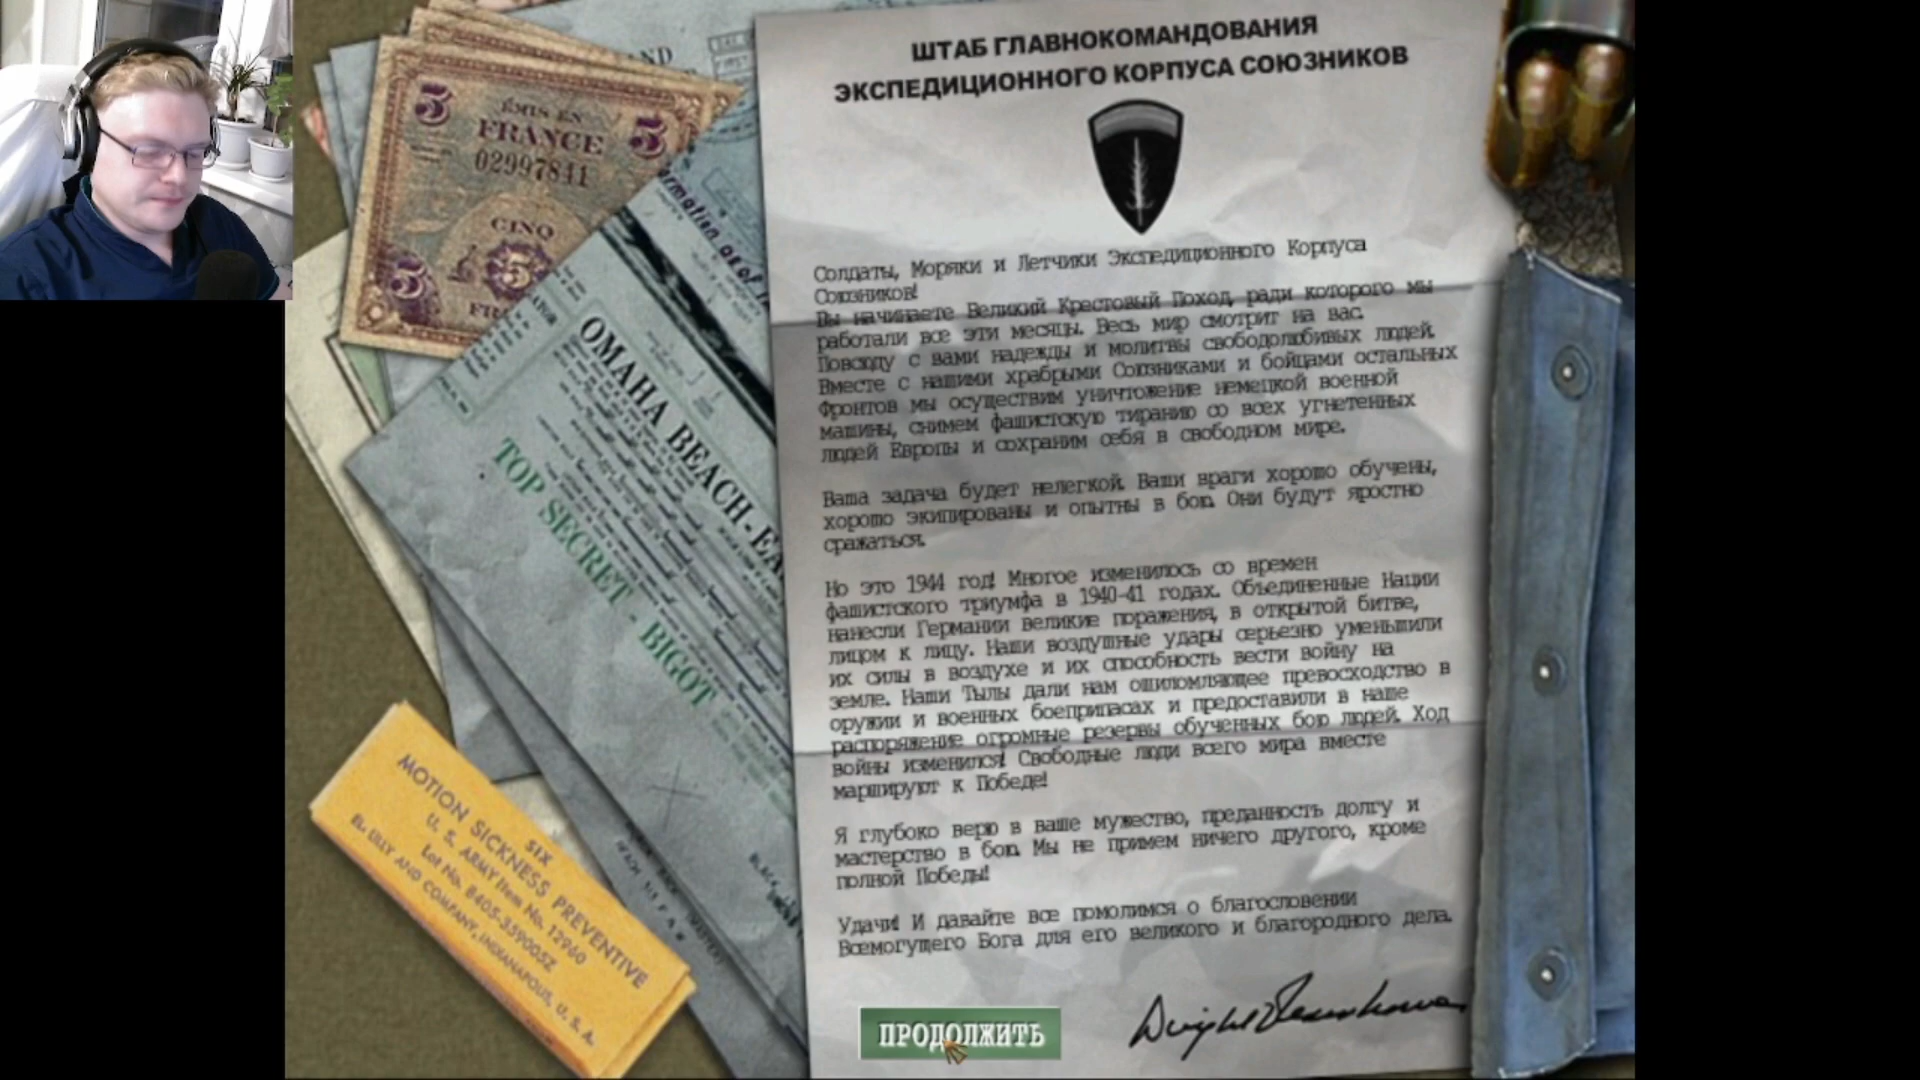 ШТАБ ГЛАВНОКОМАНДОВАНИЯ
ЭКСПЕДИЦИОННОГО КОРПУСА СОЮЗНИКОВ
Солдаты, Моряки и Летчики Экспедиционного Корпуса
Союзников!
Вы начинаете Великий Крестовый Поход, ради которого мы
работали все эти месяцы. Весь мир смотрит на вас.
Повсюду с вами надежды и молитвы свободолюбивых людей.
Вместе с нашими храбрыми Союзниками и бойцами остальных
Фронтов мы осуществим уничтожение немецкой военной
машины, снимем фашистскую тиранию со всех угнетенных
людей Европы и сохраним себя в свободном мире.
Ваша задача будет нелегкой. Ваши враги хорошо обучены,
хорошо экипированы и опытны в бою. Они будут яростно
сражаться.
Но это 1944 год! Многое изменилось со времен
фашистского триумфа в 1940-41 годах. Объединенные Нации
нанесли Германии великие поражения, в открытой битве,
лицом к лицу. Наши воздушные удары серьезно уменьшили
их силы в воздухе и их способность вести войну на
земле. Наши Тылы дали нам ошиломляющее превосходство в
оружии и военных боеприпасах и предоставили в наше
распоряжение огромные резервы обученных бою людей. Ход
войны изменился! Свободные люди всего мира вместе
маршируют к Победе!
Я глубоко верю в ваше мужество, преданность долгу и
мастерство в бою. Мы не примем ничего другого, кроме
полной Победы!
Удачи! И давайте все помолимся о благословении
Всемогущего Бога для его великого и благородного дела.
ПРОДОЛЖИТЬ
5
ÉMIS EN
FRANCE
5
02997841
CINQ
5
5
FR
OMAHA BEACH-EA
TOP SECRET - BIGOT
SIX
MOTION SICKNESS PREVENTIVE
U. S. ARMY Item No. 12960
Lot No. 8405-559005Z
ELI LILLY AND COMPANY, INDIANAPOLIS, U. S. A.